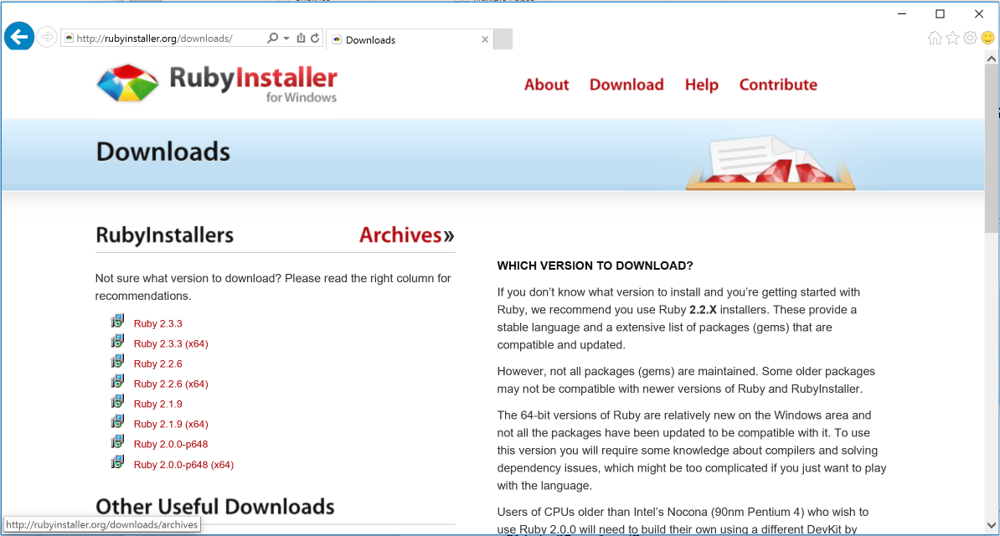 http://rubyinstaller.org/downloads/
Downloads
RubyInstaller
for Windows
About Download Help Contribute
Downloads
RubyInstallers
Archives»
Not sure what version to download? Please read the right column for
recommendations.
Ruby 2.3.3
Ruby 2.3.3 (x64)
Ruby 2.2.6
Ruby 2.2.6 (x64)
Ruby 2.1.9
Ruby 2.1.9 (x64)
Ruby 2.0.0-p648
Ruby 2.0.0-p648 (x64)
Other Useful Downloads
WHICH VERSION TO DOWNLOAD?
If you don’t know what version to install and you’re getting started with
Ruby, we recommend you use Ruby 2.2.X installers. These provide a
stable language and a extensive list of packages (gems) that are
compatible and updated.
However, not all packages (gems) are maintained. Some older packages
may not be compatible with newer versions of Ruby and RubyInstaller.
The 64-bit versions of Ruby are relatively new on the Windows area and
not all the packages have been updated to be compatible with it. To use
this version you will require some knowledge about compilers and solving
dependency issues, which might be too complicated if you just want to play
with the language.
Users of CPUs older than Intel’s Nocona (90nm Pentium 4) who wish to
use Ruby 2.0.0 will need to build their own using a different DevKit by
http://rubyinstaller.org/downloads/archives